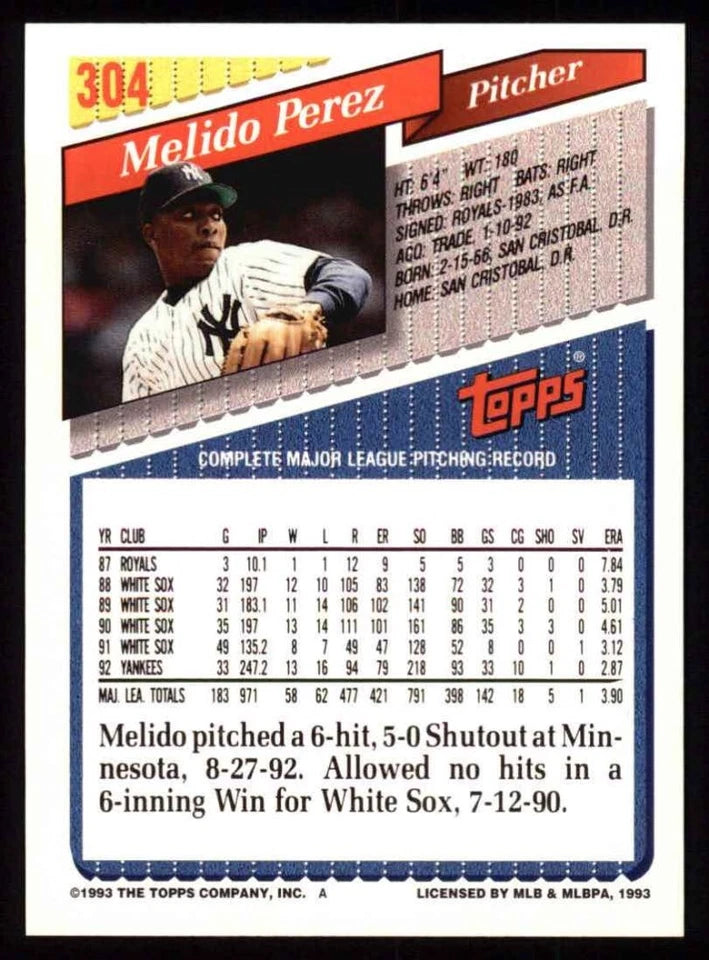 304
Melido Perez
Pitcher
HT: 6'4" WT: 180
THROWS: RIGHT BATS: RIGHT
SIGNED: ROYALS-1983, AS F.A.
ACQ: TRADE, 1-10-92
BORN: 2-15-66, SAN CRISTOBAL, D.R.
HOME: SAN CRISTOBAL, D.R.
NY
NY
topps®
COMPLETE MAJOR LEAGUE PITCHING RECORD
YR CLUB G IP W L R ER SO BB GS CG SHO SV ERA
87 ROYALS 3 10.1 1 1 12 9 5 5 3 0 0 0 7.84
88 WHITE SOX 32 197 12 10 105 83 138 72 32 3 1 0 3.79
89 WHITE SOX 31 183.1 11 14 106 102 141 90 31 2 0 0 5.01
90 WHITE SOX 35 197 13 14 111 101 161 86 35 3 3 0 4.61
91 WHITE SOX 49 135.2 8 7 49 47 128 52 8 0 0 1 3.12
92 YANKEES 33 247.2 13 16 94 79 218 93 33 10 1 0 2.87
MAJ. LEA. TOTALS 183 971 58 62 477 421 791 398 142 18 5 1 3.90
Melido pitched a 6-hit, 5-0 Shutout at Min-
nesota, 8-27-92. Allowed no hits in a
6-inning Win for White Sox, 7-12-90.
©1993 THE TOPPS COMPANY, INC. A
LICENSED BY MLB & MLBPA, 1993